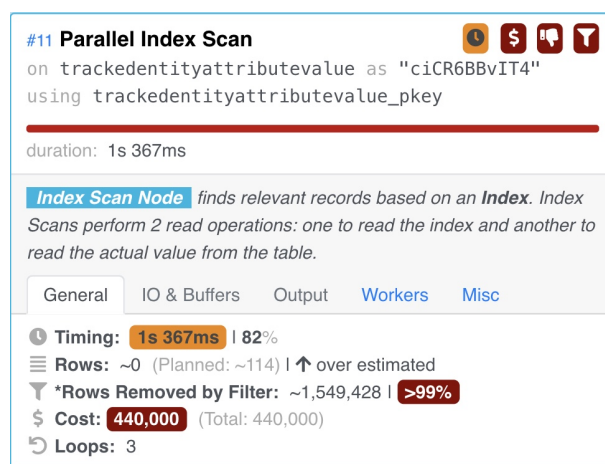 #11 Parallel Index Scan
on trackedentityattributevalue as "ciCR6BBvIT4"
using trackedentityattributevalue_pkey
duration: 1s 367ms
Index Scan Node finds relevant records based on an Index. Index
Scans perform 2 read operations: one to read the index and another to
read the actual value from the table.
General IO & Buffers Output Workers Misc
Timing: 1s 367ms | 82%
Rows: ~0 (Planned: ~114) | ↑ over estimated
*Rows Removed by Filter: ~1,549,428 | >99%
$ Cost: 440,000 (Total: 440,000)
Loops: 3